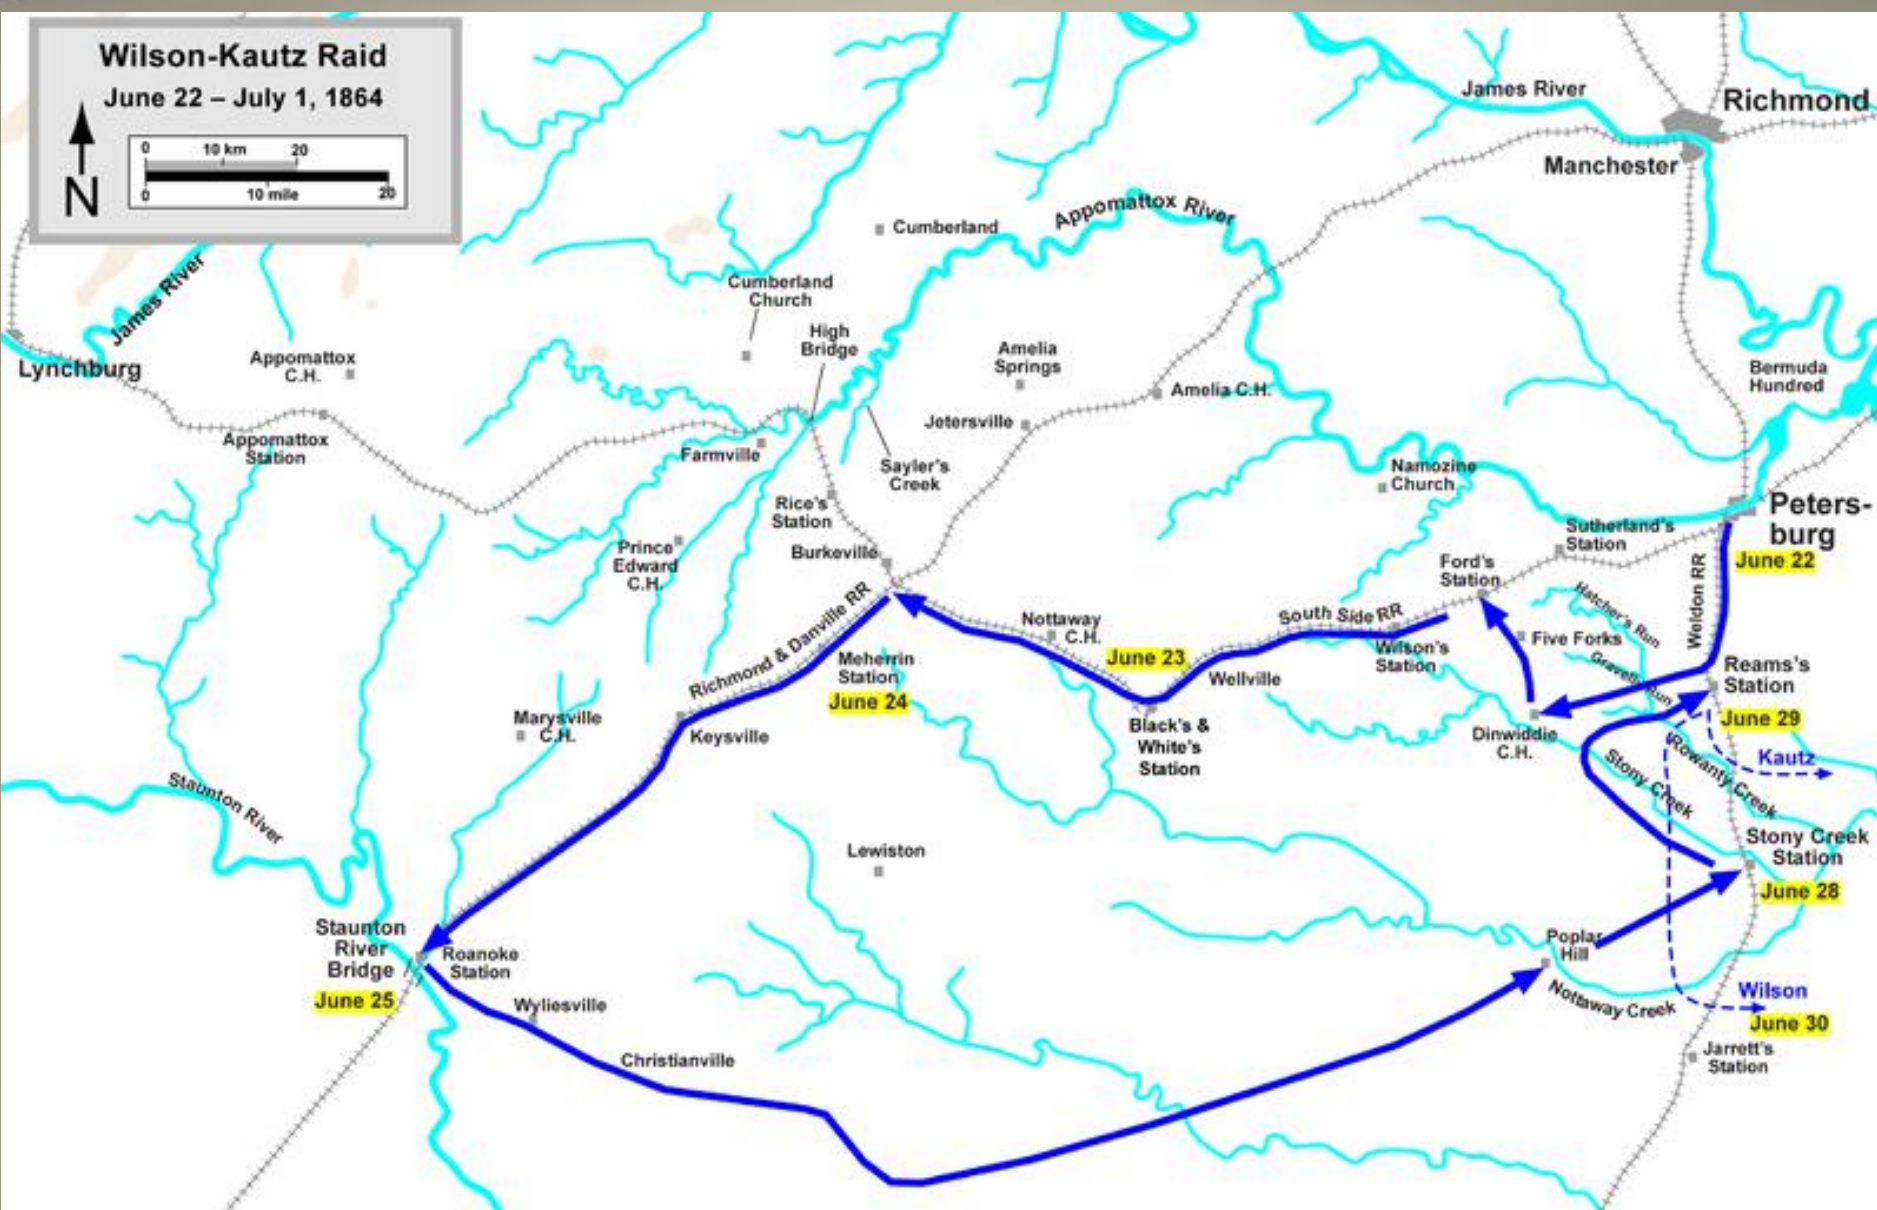 Wilson-Kautz Raid
June 22 – July 1, 1864
0 10 km 20
0 10 mile 20
N
James River
Richmond
Manchester
Appomattox River
Cumberland
Cumberland
Church
High
Bridge
James River
Lynchburg
Appomattox
C.H.
Amelia
Springs
Amelia C.H.
Bermuda
Hundred
Jetersville
Appomattox
Station
Farmville
Sayler's
Creek
Namozine
Church
Rice's
Station
Peters-
burg
Sutherland's
Station
Burkeville
Prince
Edward
C.H.
Ford's
Station
June 22
Weldon RR
Hatcher's Run
Richmond & Danville RR
Nottaway
C.H.
South Side RR
Five Forks
Wilson's
Station
June 23
Gravelly Run
Meherrin
Station
June 24
Wellville
Reams's
Station
June 29
Marysville
C.H.
Keysville
Black's &
White's
Station
Dinwiddie
C.H.
Rowanty Creek
Kautz
Stony Creek
Staunton River
Lewiston
Stony Creek
Station
June 28
Staunton
River
Bridge
June 25
Roanoke
Station
Poplar
Hill
Wyliesville
Nottaway Creek
Wilson
June 30
Christianville
Jarrett's
Station